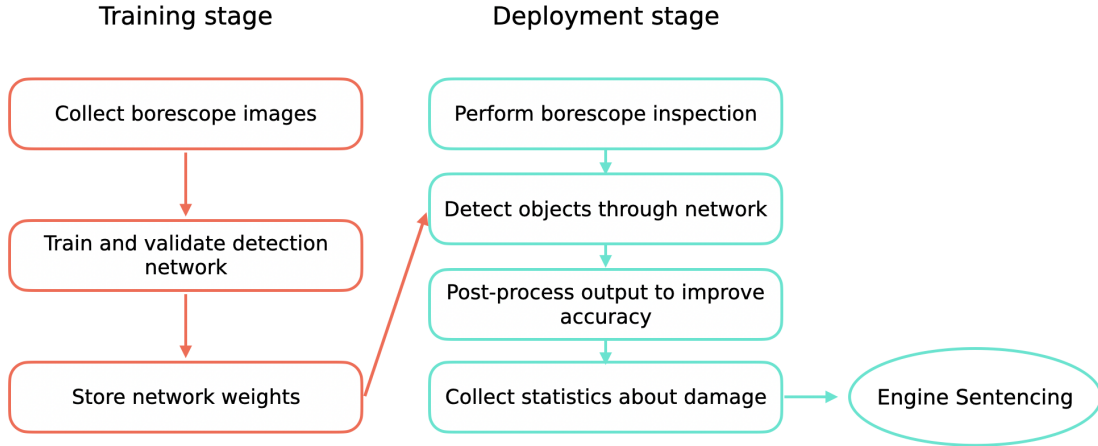 Training stage
Collect borescope images
Train and validate detection
network
Store network weights
Deployment stage
Perform borescope inspection
Detect objects through network
Post-process output to improve
accuracy
Collect statistics about damage
Engine Sentencing